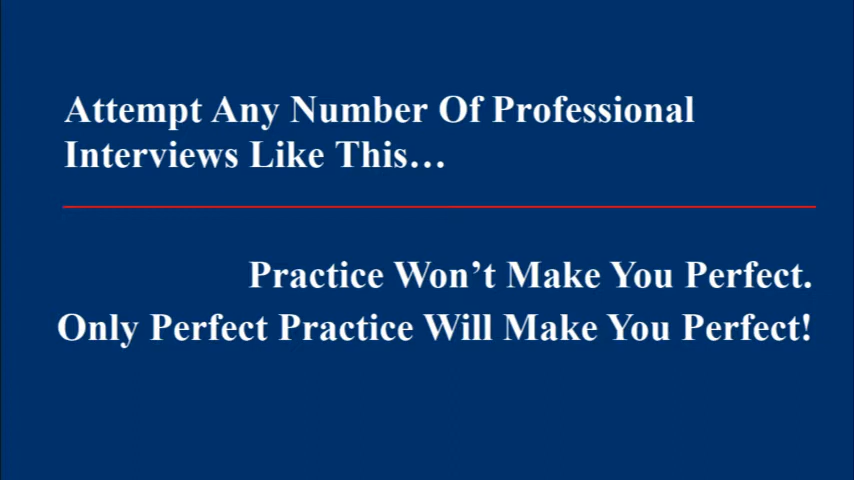 Attempt Any Number Of Professional
Interviews Like This…
Practice Won’t Make You Perfect.
Only Perfect Practice Will Make You Perfect!